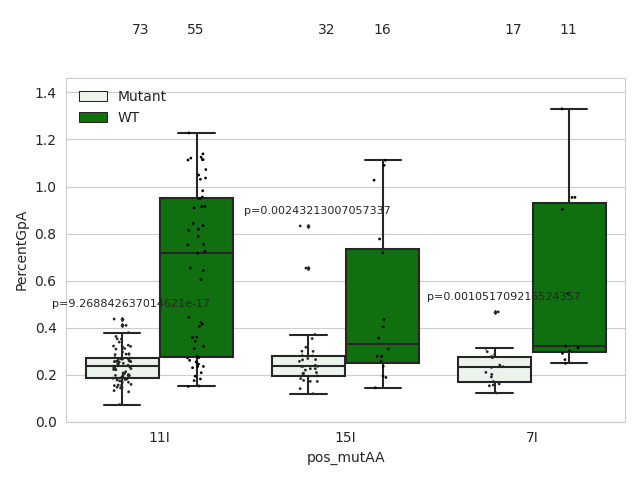 73 55 32 16 17 11
1.4
Mutant
WT
1.2
1.0
p=0.00243213007057337
0.8
PercentGpA
0.6
p=0.001051709215524357
p=9.268842637014621e-17
0.4
0.2
0.0
11I 15I 7I
pos_mutAA